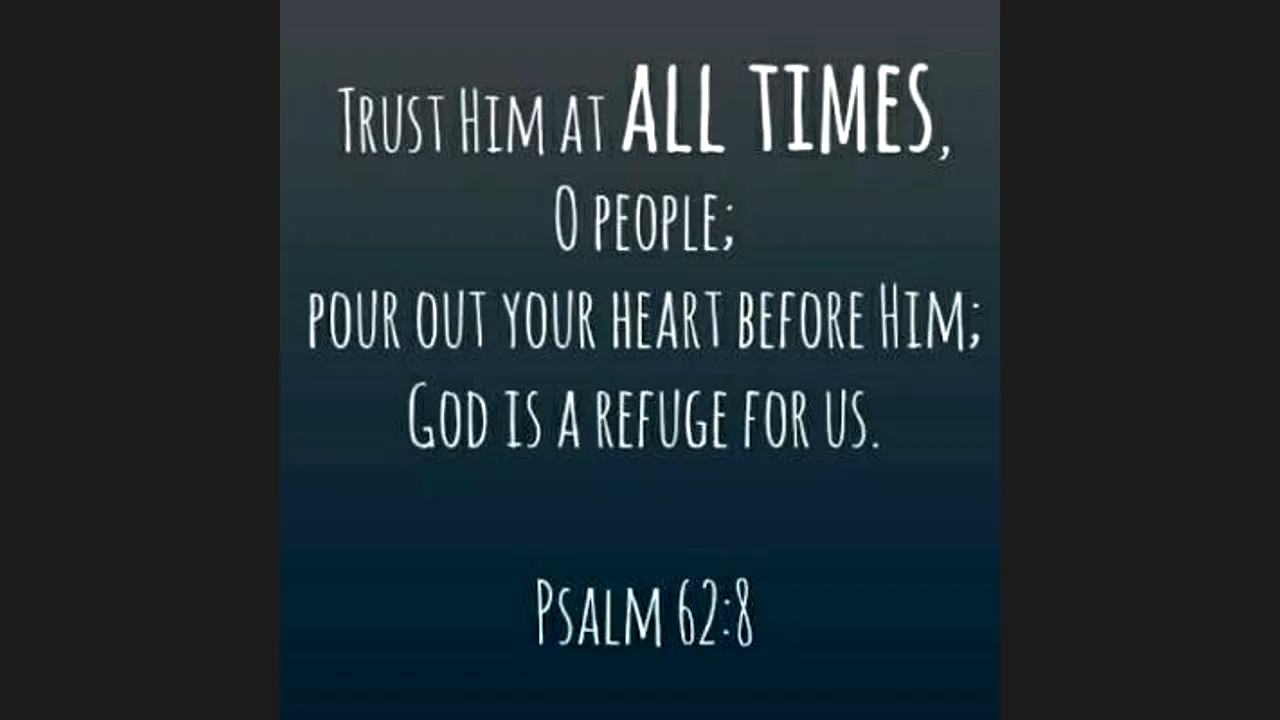 Trust Him at ALL TIMES,
O people;
pour out your heart before Him;
God is a refuge for us.
Psalm 62:8